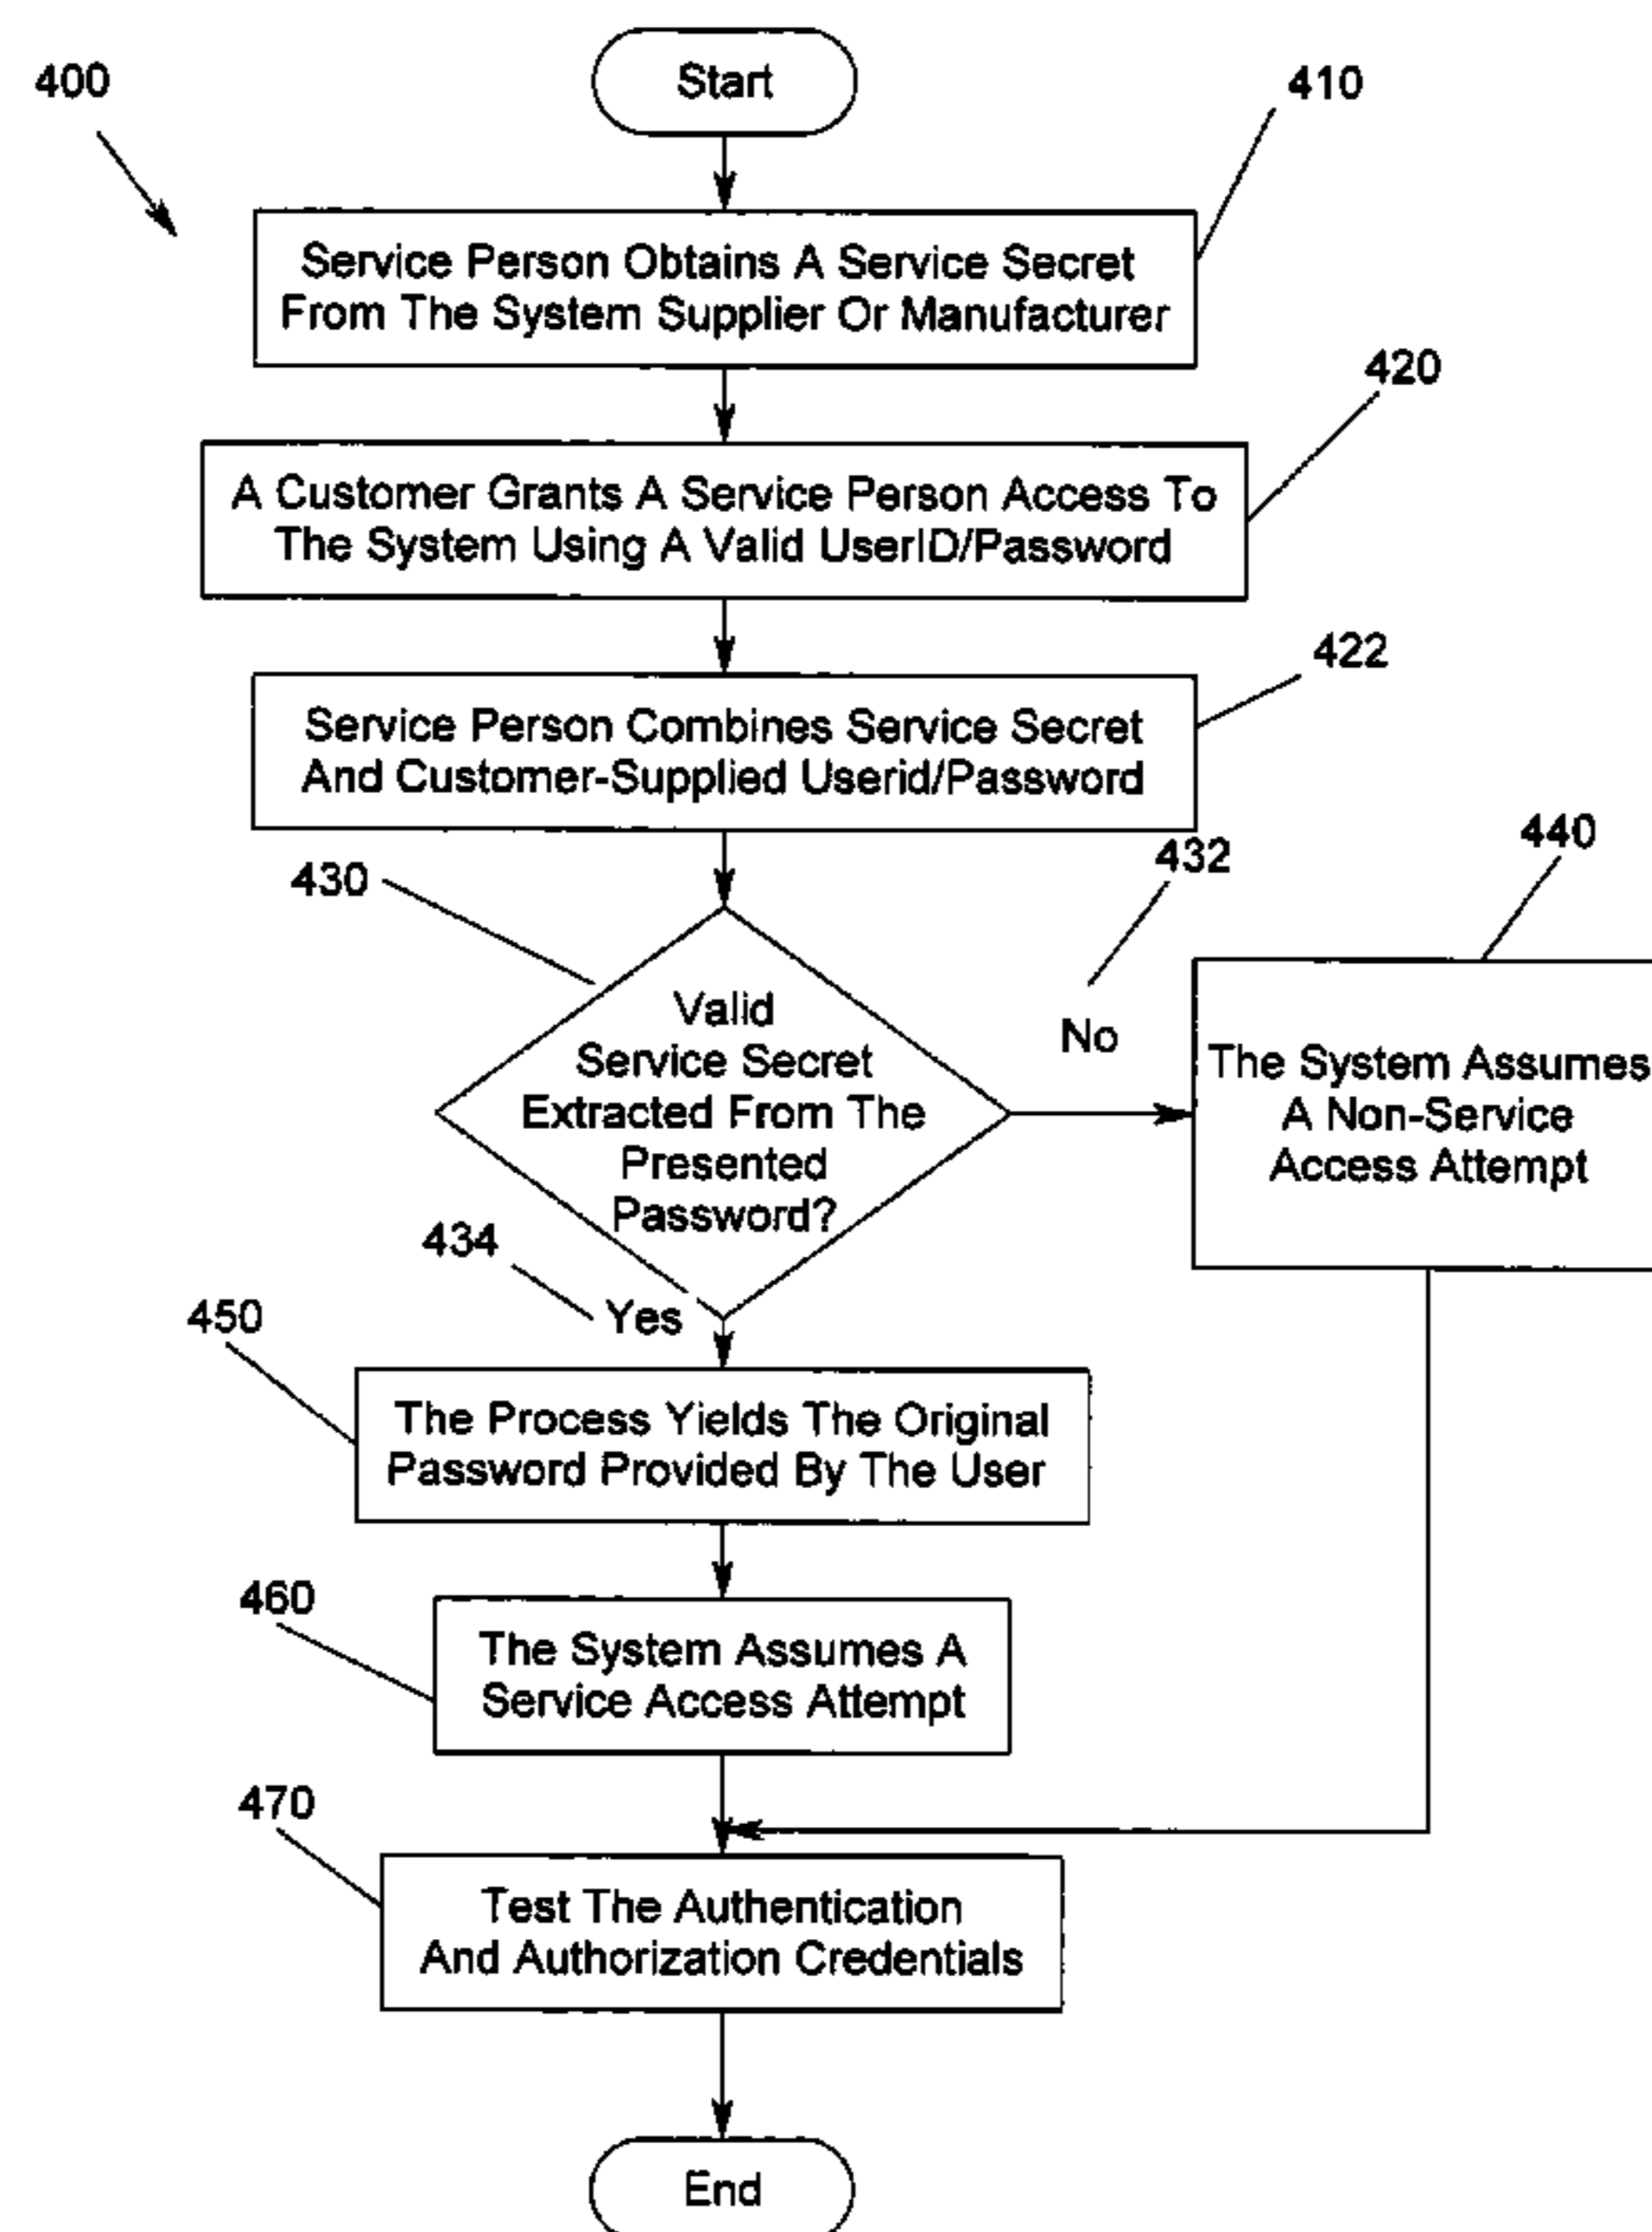 400
Start
410
Service Person Obtains A Service Secret
From The System Supplier Or Manufacturer
420
A Customer Grants A Service Person Access To
The System Using A Valid UserID/Password
422
Service Person Combines Service Secret
And Customer-Supplied Userid/Password
430
432
440
Valid
Service Secret
Extracted From The
Presented
Password?
No
The System Assumes
A Non-Service
Access Attempt
434
Yes
450
The Process Yields The Original
Password Provided By The User
460
The System Assumes A
Service Access Attempt
470
Test The Authentication
And Authorization Credentials
End